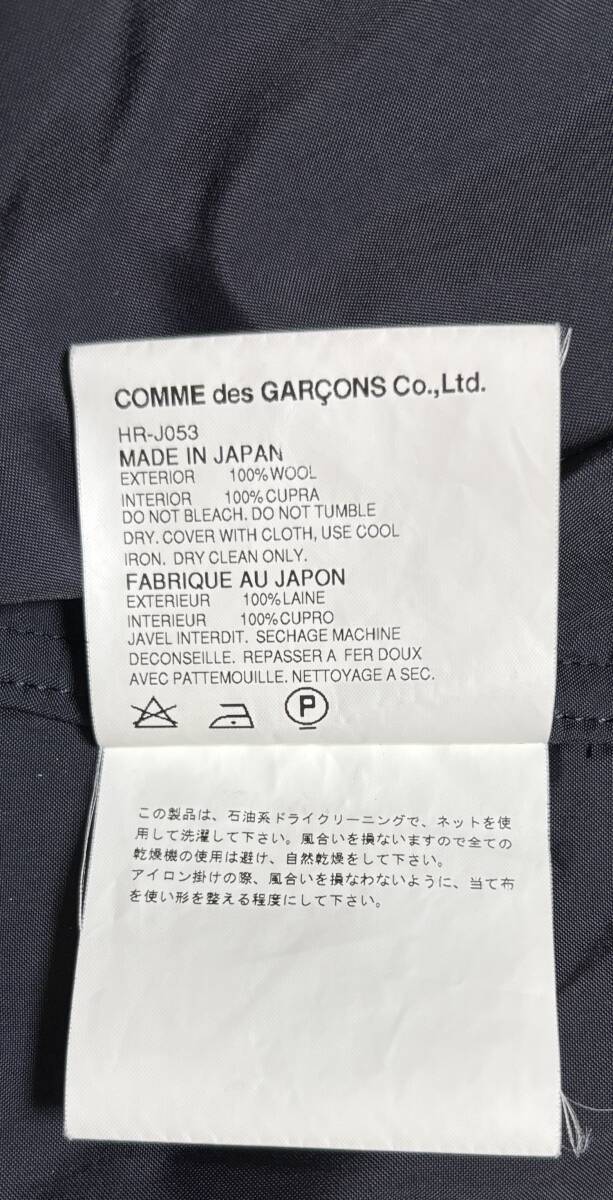 COMME des GARÇONS Co.,Ltd.
HR-J053
MADE IN JAPAN
EXTERIOR 100%WOOL
INTERIOR 100%CUPRA
DO NOT BLEACH. DO NOT TUMBLE
DRY. COVER WITH CLOTH, USE COOL
IRON. DRY CLEAN ONLY.
FABRIQUE AU JAPON
EXTERIEUR 100%LAINE
INTERIEUR 100%CUPRO
JAVEL INTERDIT. SECHAGE MACHINE
DECONSEILLE. REPASSER A FER DOUX
AVEC PATTEMOUILLE. NETTOYAGE A SEC.
P
この製品は、石油系ドライクリーニングで、ネットを使
用して洗濯して下さい。風合いを損ないますので全ての
乾燥機の使用は避け、自然乾燥をして下さい。
アイロン掛けの際、風合いを損なわないように、当て布
を使い形を整える程度にして下さい。